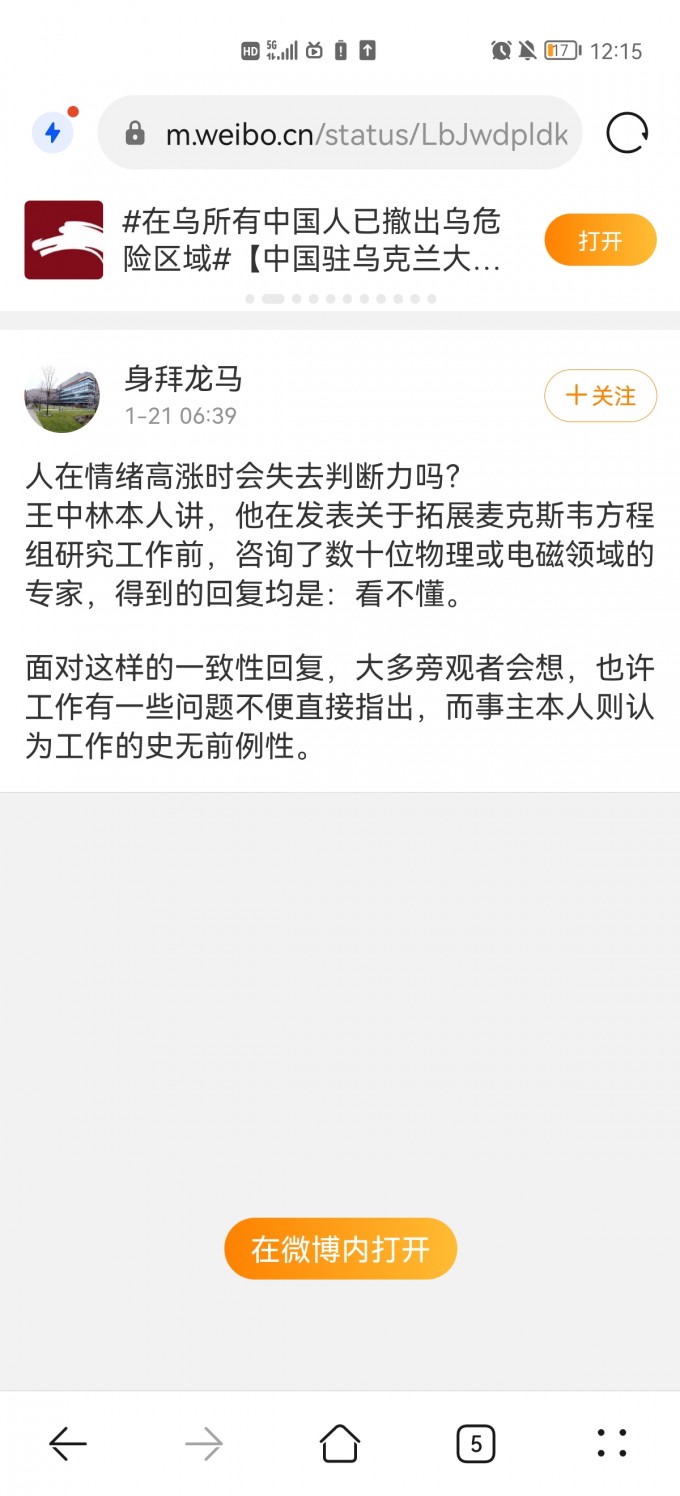 HD 5G 17 12:15
m.weibo.cn/status/LbJwdpldk
#在乌所有中国人已撤出乌危
险区域#【中国驻乌克兰大...
打开
身拜龙马
1-21 06:39
+关注
人在情绪高涨时会失去判断力吗？
王中林本人讲，他在发表关于拓展麦克斯韦方程
组研究工作前，咨询了数十位物理或电磁领域的
专家，得到的回复均是：看不懂。
面对这样的一致性回复，大多旁观者会想，也许
工作有一些问题不便直接指出，而事主本人则认
为工作的史无前例性。
在微博内打开
5